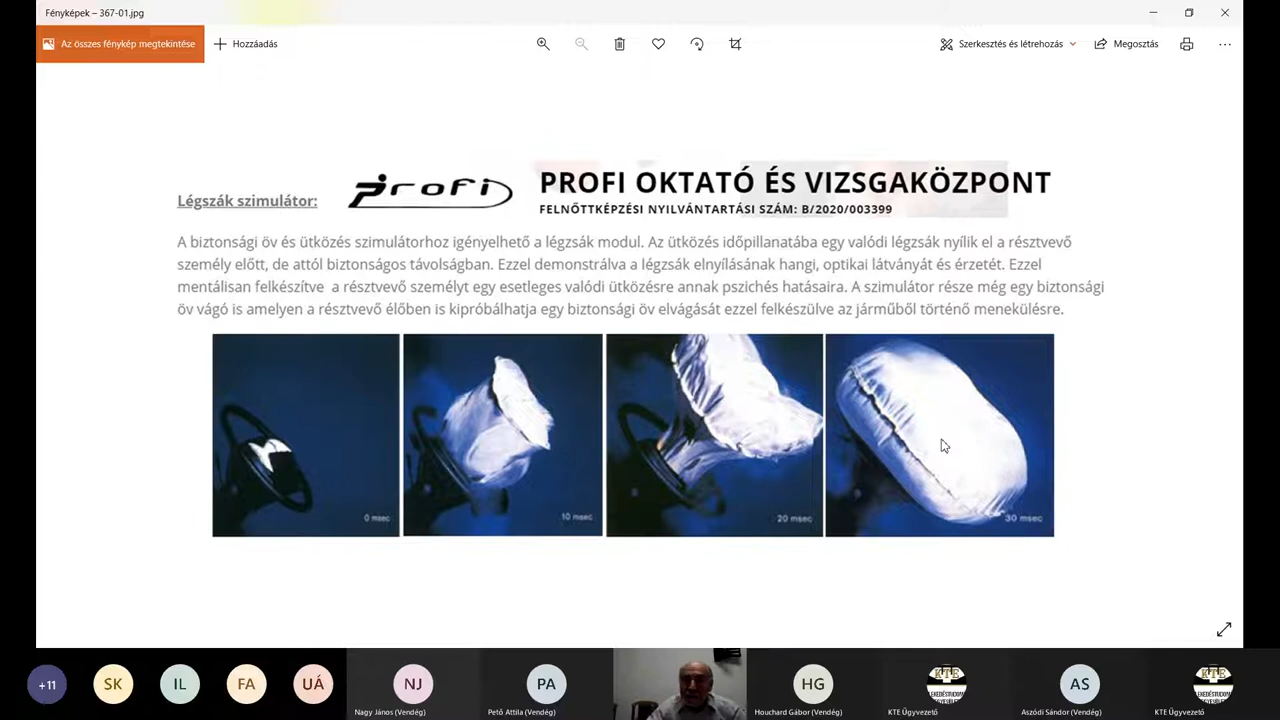 Fényképek – 367-01.jpg
Az összes fénykép megtekintése
Hozzáadás
Szerkesztés és létrehozás
Megosztás
Légszák szimulátor:
Profi
PROFI OKTATÓ ÉS VIZSGAKÖZPONT
FELNŐTTKÉPZÉSI NYILVÁNTARTÁSI SZÁM: B/2020/003399
A biztonsági öv és ütközés szimulátorhoz igényelhető a légzsák modul. Az ütközés időpillanatába egy valódi légzsák nyílik el a résztvevő
személy előtt, de attól biztonságos távolságban. Ezzel demonstrálva a légzsák elnyílásának hangi, optikai látványát és érzetét. Ezzel
mentálisan felkészítve a résztvevő személyt egy esetleges valódi ütközésre annak pszichés hatásaira. A szimulátor része még egy biztonsági
öv vágó is amelyen a résztvevő élőben is kipróbálhatja egy biztonsági öv elvágását ezzel felkészülve az járműből történő menekülésre.
0 msec
10 msec
20 msec
30 msec
+11
SK
IL
FA
UÁ
NJ
PA
HG
KTE
AS
KTE
Nagy János (Vendég)
Pető Attila (Vendég)
Houchard Gábor (Vendég)
KTE Ügyvezető
Aszódi Sándor (Vendég)
KTE Ügyvezető